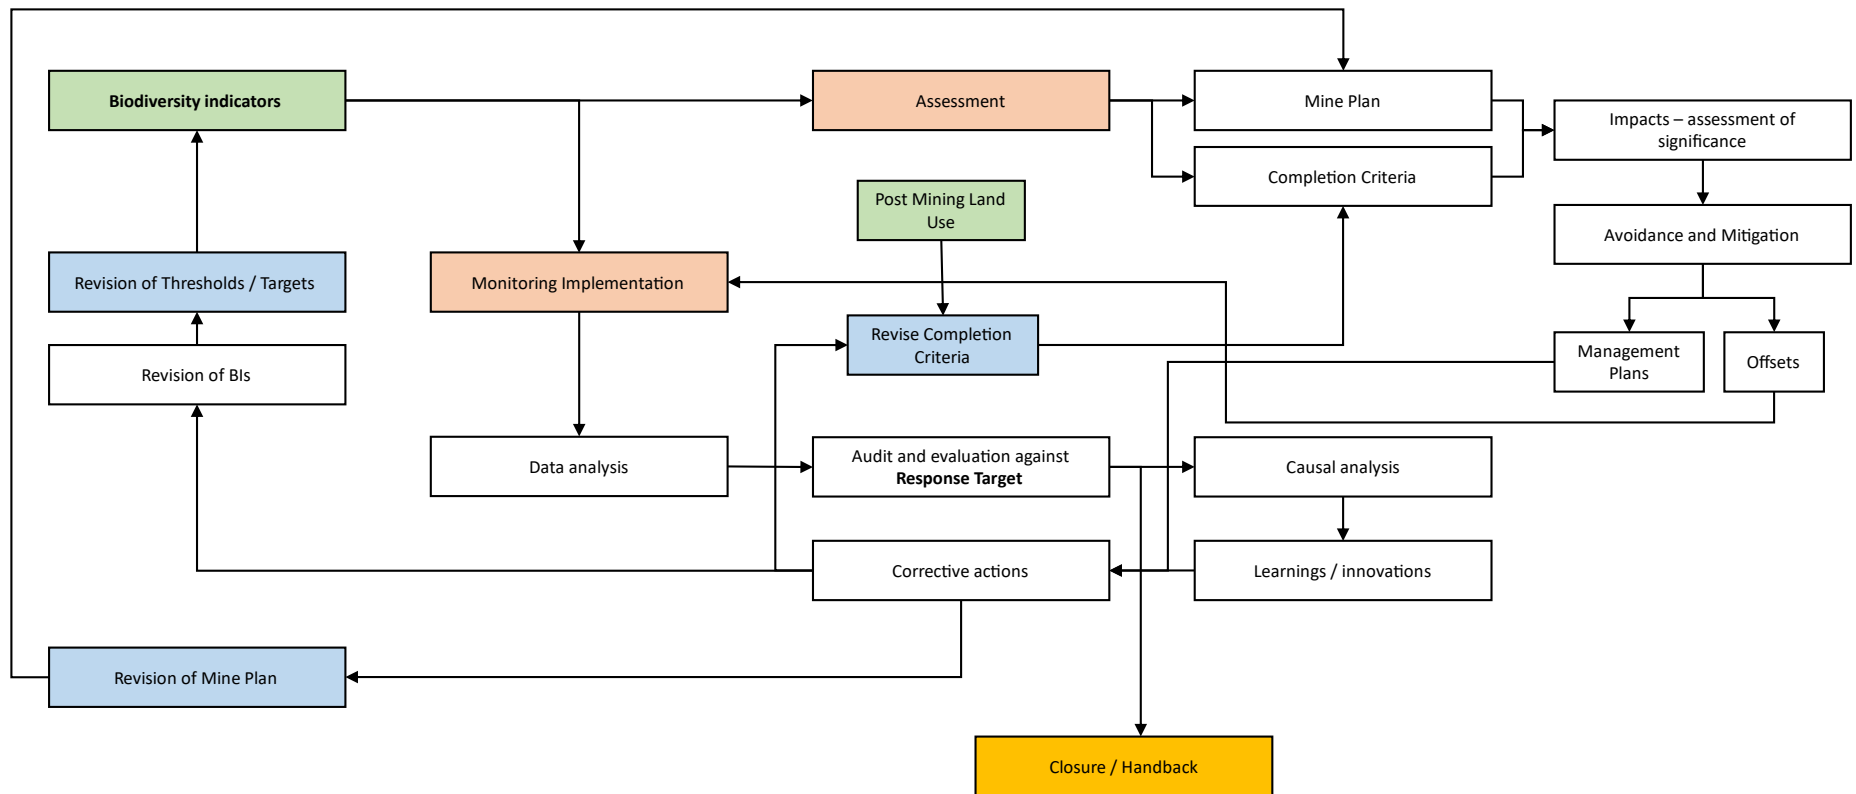 Biodiversity indicators
Assessment
Mine Plan
Impacts – assessment of
significance
Completion Criteria
Post Mining Land
Use
Avoidance and Mitigation
Revision of Thresholds / Targets
Monitoring Implementation
Revise Completion
Criteria
Management
Plans
Offsets
Revision of BIs
Data analysis
Audit and evaluation against
Response Target
Causal analysis
Corrective actions
Learnings / innovations
Revision of Mine Plan
Closure / Handback